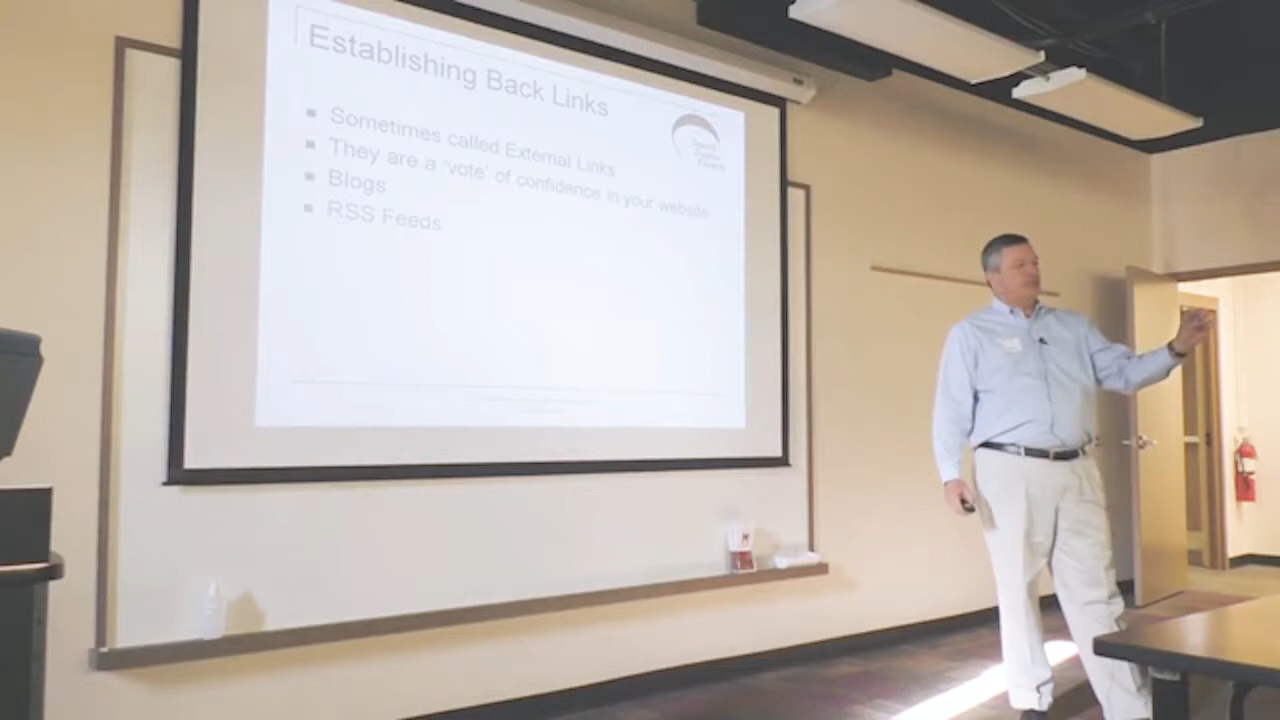 Establishing Back Links
Sometimes called External Links
They are a 'vote' of confidence in your website
Blogs
RSS Feeds